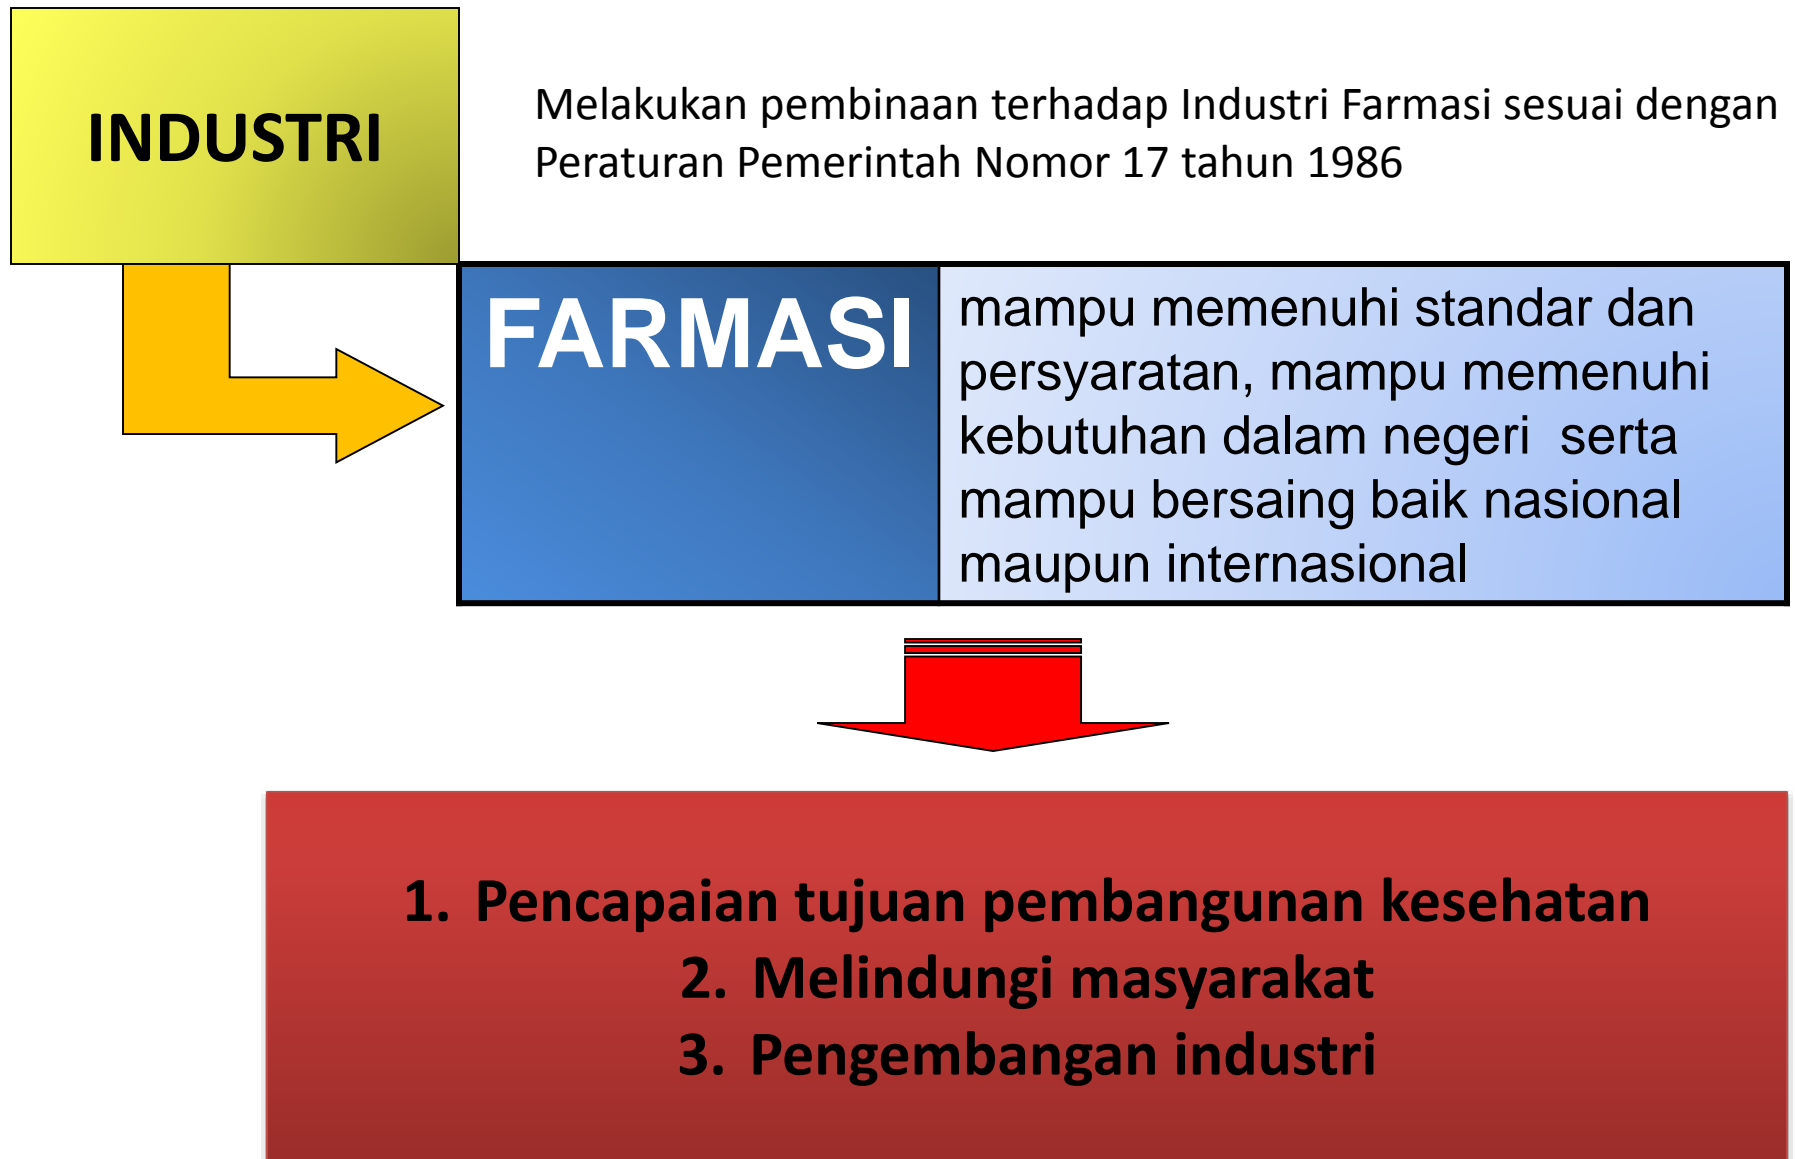 INDUSTRI
Melakukan pembinaan terhadap Industri Farmasi sesuai dengan
Peraturan Pemerintah Nomor 17 tahun 1986
FARMASI
mampu memenuhi standar dan
persyaratan, mampu memenuhi
kebutuhan dalam negeri serta
mampu bersaing baik nasional
maupun internasional
1. Pencapaian tujuan pembangunan kesehatan
2. Melindungi masyarakat
3. Pengembangan industri